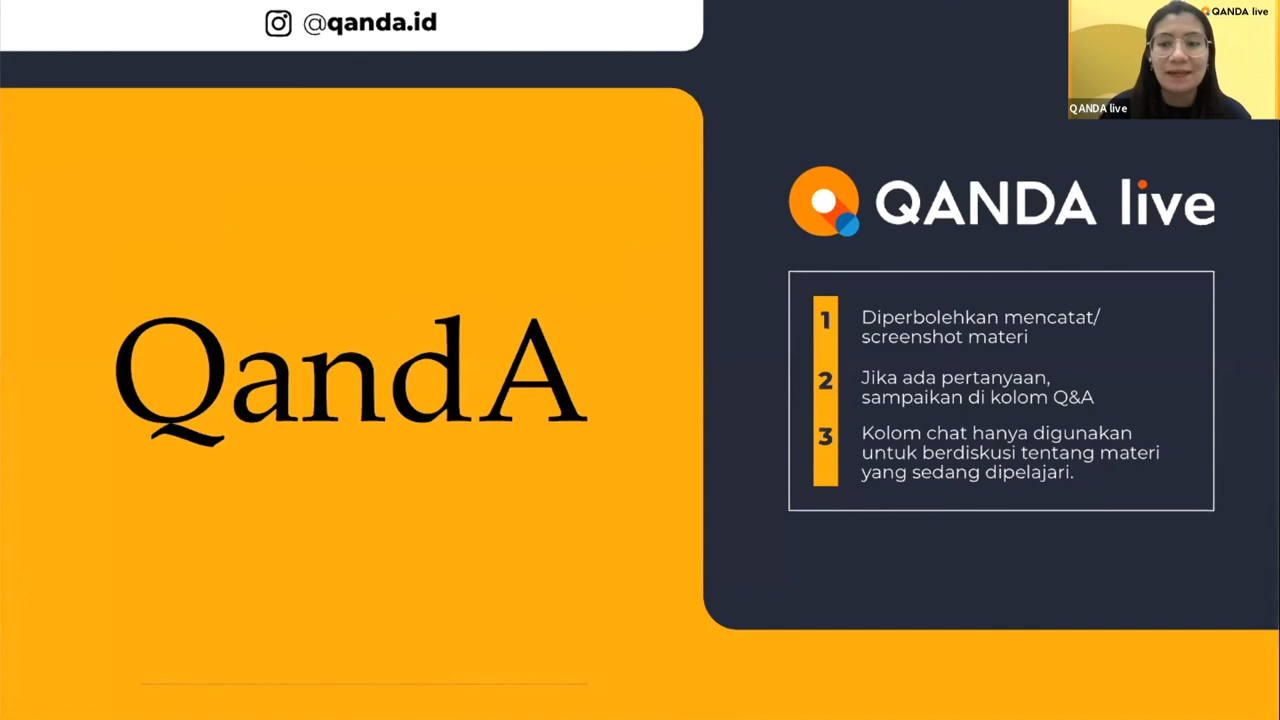 @qanda.id
QANDA live
QANDA live
QandA
QANDA live
1 Diperbolehkan mencatat/
screenshot materi
2 Jika ada pertanyaan,
sampaikan di kolom Q&A
3 Kolom chat hanya digunakan
untuk berdiskusi tentang materi
yang sedang dipelajari.